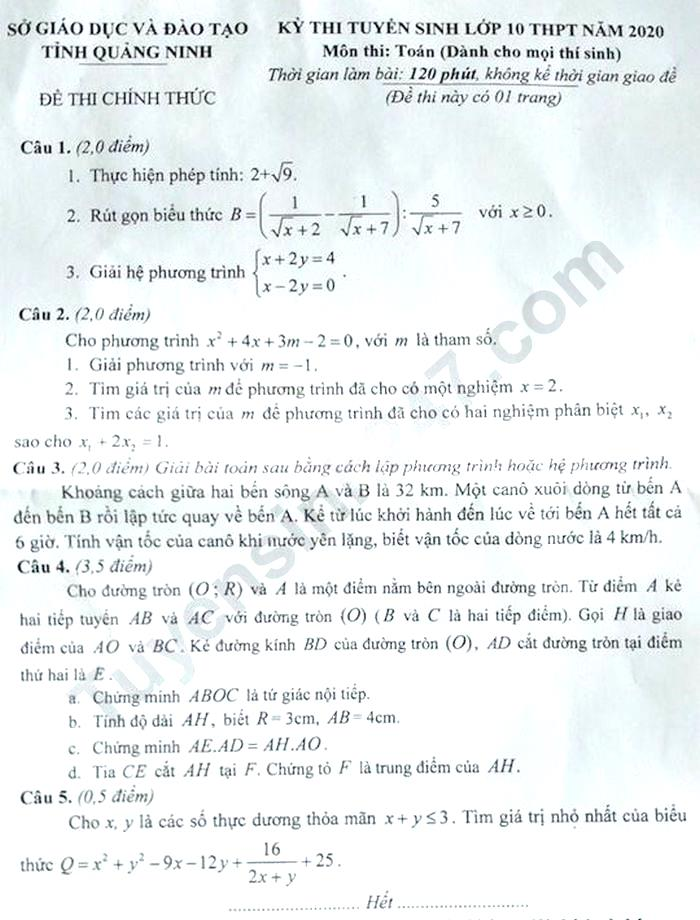 SỞ GIÁO DỤC VÀ ĐÀO TẠO
TỈNH QUẢNG NINH
ĐỀ THI CHÍNH THỨC
KỲ THI TUYỂN SINH LỚP 10 THPT NĂM 2020
Môn thi: Toán (Dành cho mọi thí sinh)
Thời gian làm bài: 120 phút, không kể thời gian giao đề
(Đề thi này có 01 trang)
Câu 1. (2,0 điểm)
1. Thực hiện phép tính: 2+√9.
2. Rút gọn biểu thức B = (1/(√x + 2) − 1/(√x + 7)) : 5/(√x + 7) với x ≥ 0.
3. Giải hệ phương trình { x + 2y = 4
x − 2y = 0 .
Câu 2. (2,0 điểm)
Cho phương trình x² + 4x + 3m − 2 = 0, với m là tham số.
1. Giải phương trình với m = −1.
2. Tìm giá trị của m để phương trình đã cho có một nghiệm x = 2.
3. Tìm các giá trị của m để phương trình đã cho có hai nghiệm phân biệt x₁, x₂
sao cho x₁ + 2x₂ = 1.
Câu 3. (2,0 điểm) Giải bài toán sau bằng cách lập phương trình hoặc hệ phương trình.
Khoảng cách giữa hai bến sông A và B là 32 km. Một canô xuôi dòng từ bến A
đến bến B rồi lập tức quay về bến A. Kể từ lúc khởi hành đến lúc về tới bến A hết tất cả
6 giờ. Tính vận tốc của canô khi nước yên lặng, biết vận tốc của dòng nước là 4 km/h.
Câu 4. (3,5 điểm)
Cho đường tròn (O; R) và A là một điểm nằm bên ngoài đường tròn. Từ điểm A kẻ
hai tiếp tuyến AB và AC với đường tròn (O) (B và C là hai tiếp điểm). Gọi H là giao
điểm của AO và BC. Kẻ đường kính BD của đường tròn (O), AD cắt đường tròn tại điểm
thứ hai là E.
a. Chứng minh ABOC là tứ giác nội tiếp.
b. Tính độ dài AH, biết R = 3cm, AB = 4cm.
c. Chứng minh AE.AD = AH.AO.
d. Tia CE cắt AH tại F. Chứng tỏ F là trung điểm của AH.
Câu 5. (0,5 điểm)
Cho x, y là các số thực dương thỏa mãn x + y ≤ 3. Tìm giá trị nhỏ nhất của biểu
thức Q = x² + y² − 9x − 12y + 16/(2x + y) + 25.
Hết